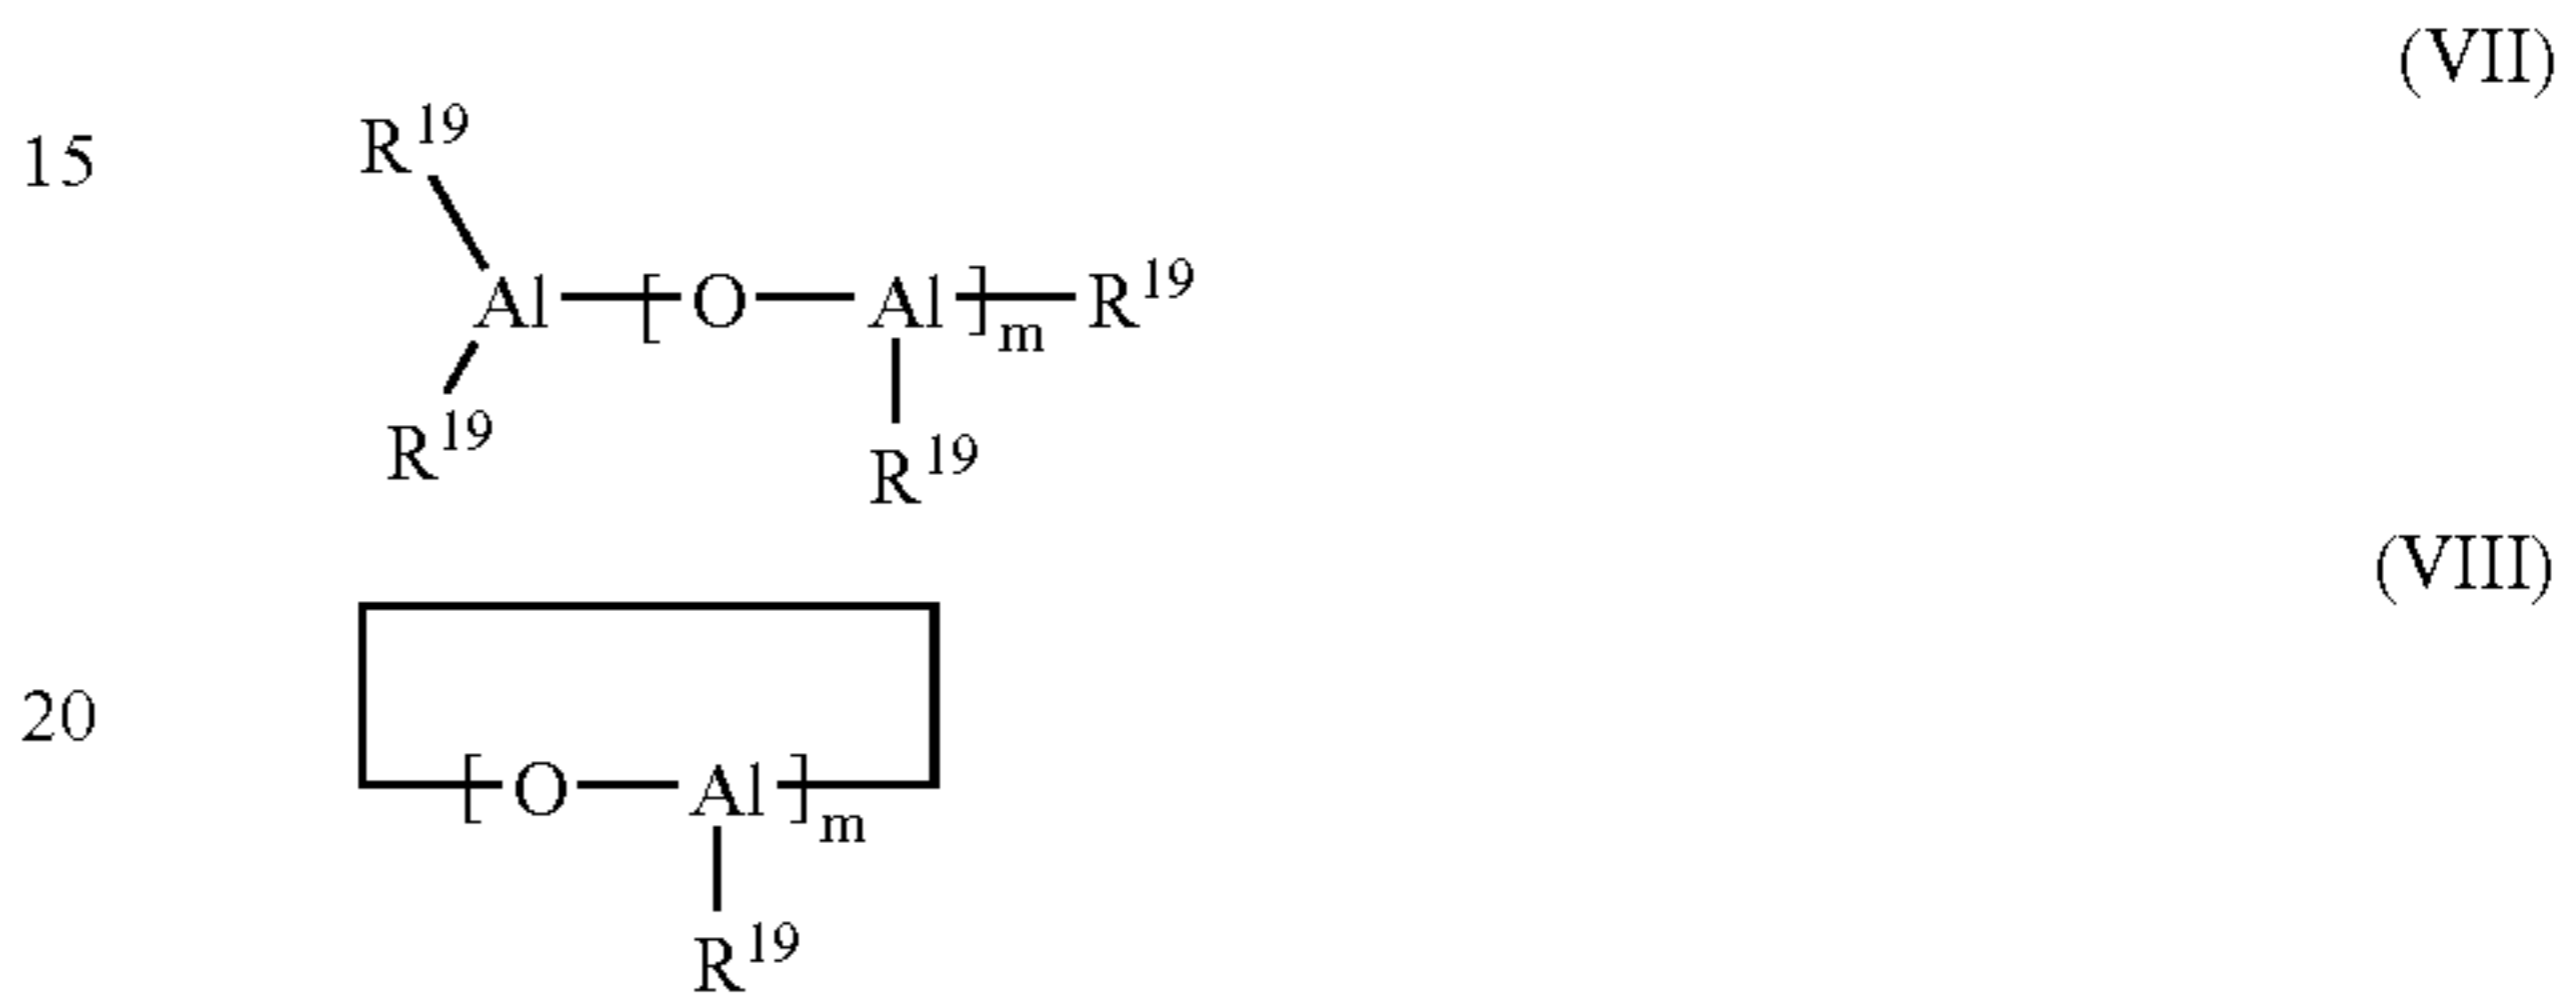 (VII)
15 R19
Al [ O Al ]m R19
R19
R19
(VIII)
20
[ O Al ]m
R19